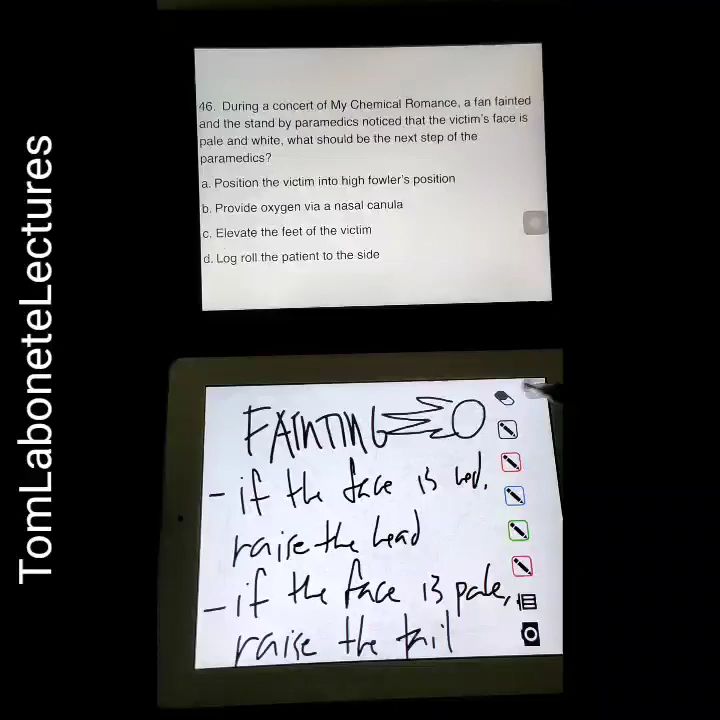 TomLaboneteLectures
46. During a concert of My Chemical Romance, a fan fainted
and the stand by paramedics noticed that the victim's face is
pale and white, what should be the next step of the
paramedics?
a. Position the victim into high fowler's position
b. Provide oxygen via a nasal canula
c. Elevate the feet of the victim
d. Log roll the patient to the side
FAINTING
- if the face is red,
raise the head
- if the face is pale,
raise the tail